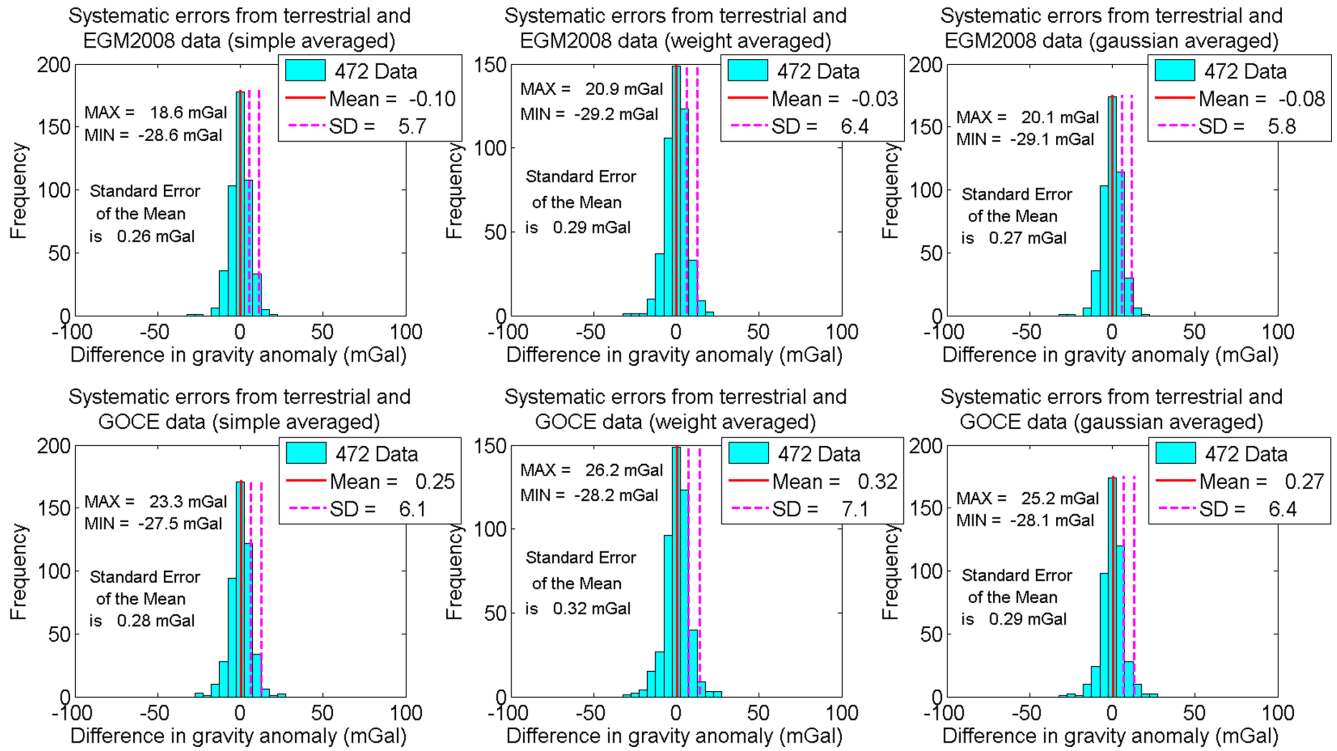 Systematic errors from terrestrial and
EGM2008 data (simple averaged)
200
150
100
50
0
Frequency
MAX = 18.6 mGal
MIN = -28.6 mGal
Standard Error
of the Mean
is 0.26 mGal
472 Data
Mean = -0.10
SD = 5.7
-100 -50 0 50 100
Difference in gravity anomaly (mGal)
Systematic errors from terrestrial and
EGM2008 data (weight averaged)
150
100
50
0
Frequency
MAX = 20.9 mGal
MIN = -29.2 mGal
Standard Error
of the Mean
is 0.29 mGal
472 Data
Mean = -0.03
SD = 6.4
-100 -50 0 50 100
Difference in gravity anomaly (mGal)
Systematic errors from terrestrial and
EGM2008 data (gaussian averaged)
200
150
100
50
0
Frequency
MAX = 20.1 mGal
MIN = -29.1 mGal
Standard Error
of the Mean
is 0.27 mGal
472 Data
Mean = -0.08
SD = 5.8
-100 -50 0 50 100
Difference in gravity anomaly (mGal)
Systematic errors from terrestrial and
GOCE data (simple averaged)
200
150
100
50
0
Frequency
MAX = 23.3 mGal
MIN = -27.5 mGal
Standard Error
of the Mean
is 0.28 mGal
472 Data
Mean = 0.25
SD = 6.1
-100 -50 0 50 100
Difference in gravity anomaly (mGal)
Systematic errors from terrestrial and
GOCE data (weight averaged)
150
100
50
0
Frequency
MAX = 26.2 mGal
MIN = -28.2 mGal
Standard Error
of the Mean
is 0.32 mGal
472 Data
Mean = 0.32
SD = 7.1
-100 -50 0 50 100
Difference in gravity anomaly (mGal)
Systematic errors from terrestrial and
GOCE data (gaussian averaged)
200
150
100
50
0
Frequency
MAX = 25.2 mGal
MIN = -28.1 mGal
Standard Error
of the Mean
is 0.29 mGal
472 Data
Mean = 0.27
SD = 6.4
-100 -50 0 50 100
Difference in gravity anomaly (mGal)